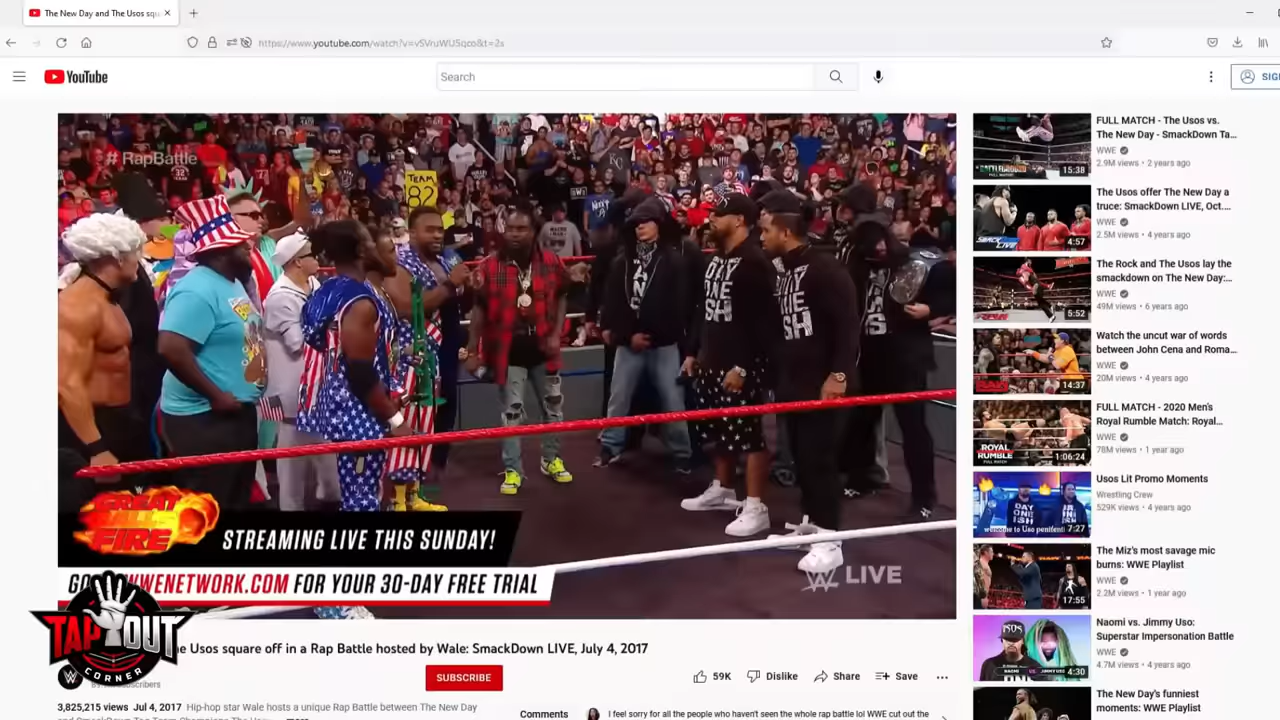 The New Day and The Usos squ
https://www.youtube.com/watch?v=vSVruWUSqco&t=2s
YouTube
Search
SIG
# RapBattle
TEAM
82
DAY
ONE
ISH
GREAT
BALLS OF
FIRE
STREAMING LIVE THIS SUNDAY!
WWENETWORK.COM FOR YOUR 30-DAY FREE TRIAL
LIVE
TAP OUT
CORNER
e Usos square off in a Rap Battle hosted by Wale: SmackDown LIVE, July 4, 2017
SUBSCRIBE
59K
Dislike
Share
Save
3,825,215 views Jul 4, 2017 Hip-hop star Wale hosts a unique Rap Battle between The New Day
Comments
I feel sorry for all the people who haven't seen the whole rap battle lol WWE cut out the
FULL MATCH - The Usos vs.
The New Day - SmackDown Ta...
WWE
2.9M views • 2 years ago
15:38
The Usos offer The New Day a
truce: SmackDown LIVE, Oct....
WWE
2.5M views • 4 years ago
4:57
The Rock and The Usos lay the
smackdown on The New Day:...
WWE
49M views • 6 years ago
5:52
Watch the uncut war of words
between John Cena and Roma...
WWE
20M views • 4 years ago
14:37
FULL MATCH - 2020 Men's
Royal Rumble Match: Royal...
WWE
78M views • 1 year ago
ROYAL
RUMBLE
1:06:24
Usos Lit Promo Moments
Wrestling Crew
529K views • 4 years ago
7:27
The Miz's most savage mic
burns: WWE Playlist
WWE
2.2M views • 1 year ago
17:55
Naomi vs. Jimmy Uso:
Superstar Impersonation Battle
WWE
4.7M views • 4 years ago
4:30
The New Day's funniest
moments: WWE Playlist